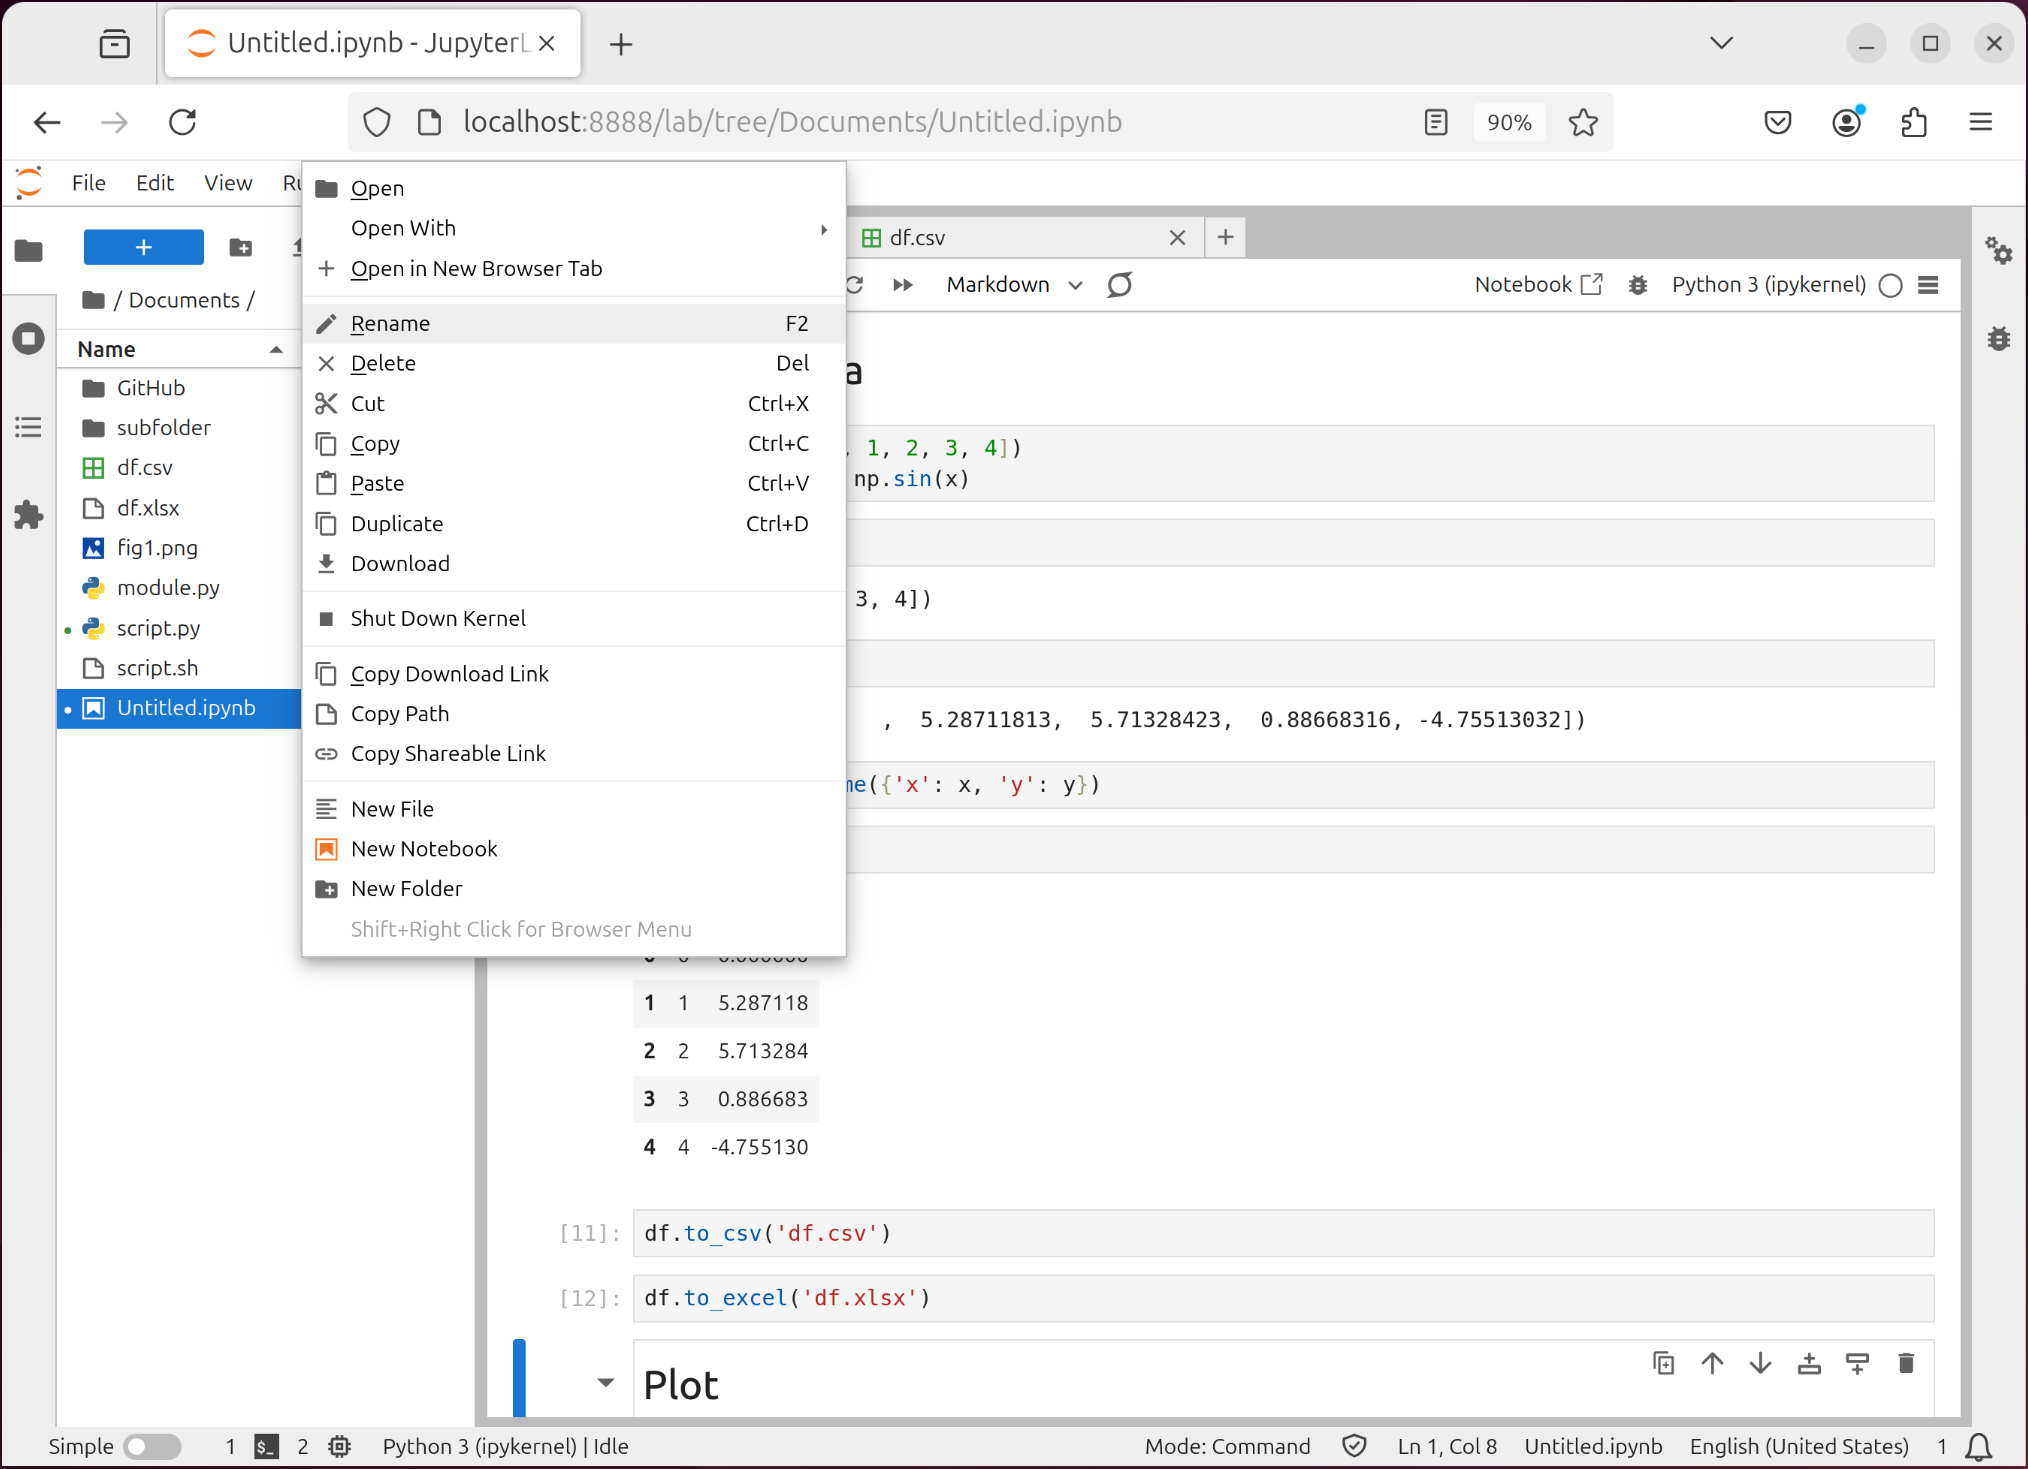 Untitled.ipynb - JupyterL
localhost:8888/lab/tree/Documents/Untitled.ipynb
90%
File Edit View Ru
+
/ Documents /
Name
GitHub
subfolder
df.csv
df.xlsx
fig1.png
module.py
script.py
script.sh
Untitled.ipynb
Open
Open With
Open in New Browser Tab
Rename F2
Delete Del
Cut Ctrl+X
Copy Ctrl+C
Paste Ctrl+V
Duplicate Ctrl+D
Download
Shut Down Kernel
Copy Download Link
Copy Path
Copy Shareable Link
New File
New Notebook
New Folder
Shift+Right Click for Browser Menu
df.csv
Markdown
Notebook
Python 3 (ipykernel)
a
, 1, 2, 3, 4])
np.sin(x)
3, 4])
, 5.28711813, 5.71328423, 0.88668316, -4.75513032])
me({'x': x, 'y': y})
1 1 5.287118
2 2 5.713284
3 3 0.886683
4 4 -4.755130
[11]: df.to_csv('df.csv')
[12]: df.to_excel('df.xlsx')
Plot
Simple 1 $_ 2 Python 3 (ipykernel) | Idle Mode: Command Ln 1, Col 8 Untitled.ipynb English (United States) 1